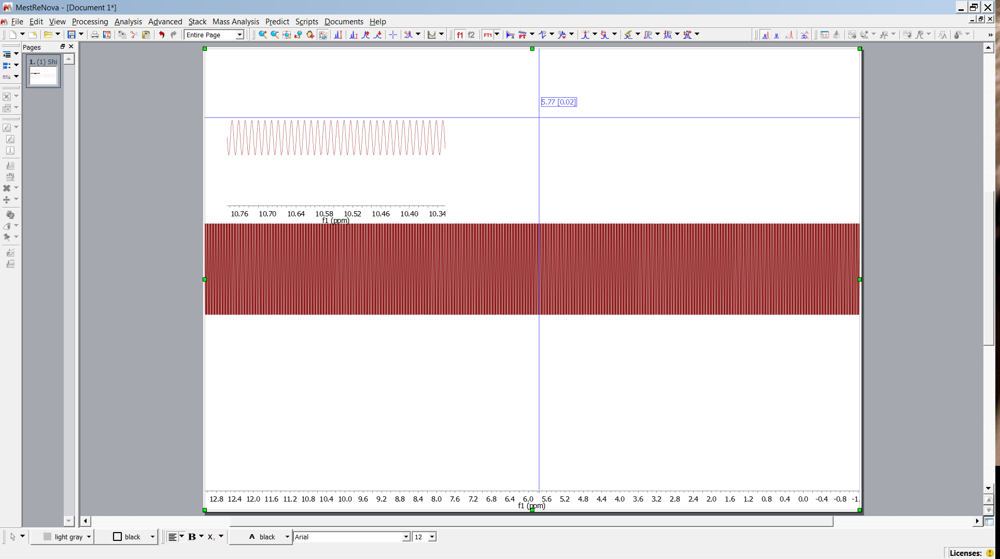 MestReNova - [Document 1*]
File Edit View Processing Analysis Advanced Stack Mass Analysis Predict Scripts Documents Help
Entire Page
f1 f2 FT1
Pages
1. (1) Shi
5.77 [0.02]
10.76 10.70 10.64 10.58 10.52 10.46 10.40 10.34
f1 (ppm)
12.8 12.4 12.0 11.6 11.2 10.8 10.4 10.0 9.6 9.2 8.8 8.4 8.0 7.6 7.2 6.8 6.4 6.0 5.6 5.2 4.8 4.4 4.0 3.6 3.2 2.8 2.4 2.0 1.6 1.2 0.8 0.4 0.0 -0.4 -0.8 -1.
f1 (ppm)
light gray black B X₂ A black Arial 12
Licenses: